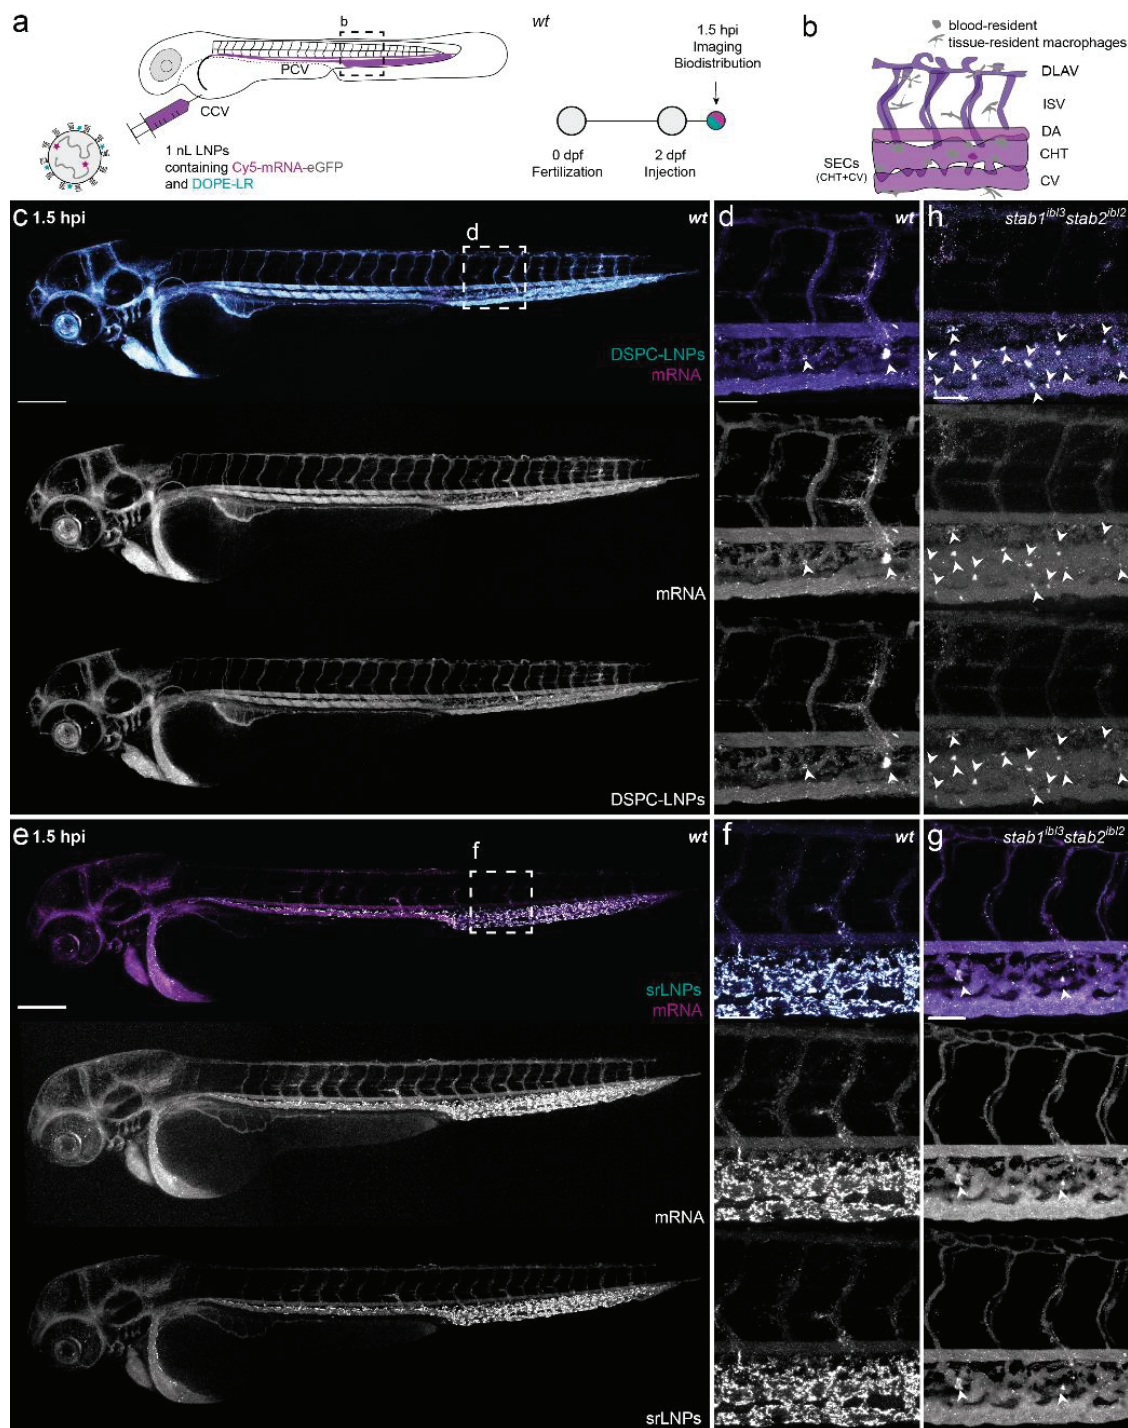 a
b
PCV
CCV
1 nL LNPs
containing Cy5-mRNA-eGFP
and DOPE-LR
wt
1.5 hpi
Imaging
Biodistribution
0 dpf
Fertilization
2 dpf
Injection
b
blood-resident
tissue-resident macrophages
DLAV
ISV
DA
CHT
CV
SECs
(CHT+CV)
c 1.5 hpi
wt
d
DSPC-LNPs
mRNA
mRNA
DSPC-LNPs
d
wt
h
stab1ibl3stab2ibl2
e 1.5 hpi
wt
f
srLNPs
mRNA
mRNA
srLNPs
f
wt
g
stab1ibl3stab2ibl2